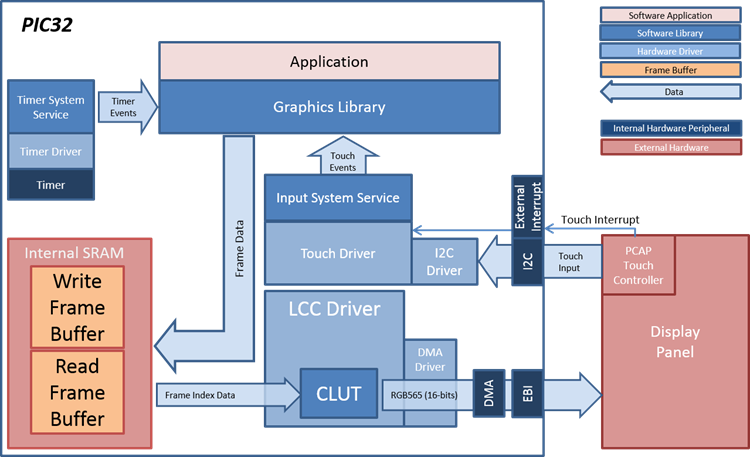 PIC32
Application
Graphics Library
Timer System
Service
Timer Driver
Timer
Timer
Events
Touch
Events
Input System Service
Touch Driver
I2C
Driver
External
Interrupt
I2C
Touch Interrupt
Touch
Input
PCAP
Touch
Controller
Display
Panel
Frame Data
Internal SRAM
Write
Frame
Buffer
Read
Frame
Buffer
Frame Index Data
LCC Driver
CLUT
DMA
Driver
RGB565 (16-bits)
DMA
EBI
Software Application
Software Library
Hardware Driver
Frame Buffer
Data
Internal Hardware Peripheral
External Hardware